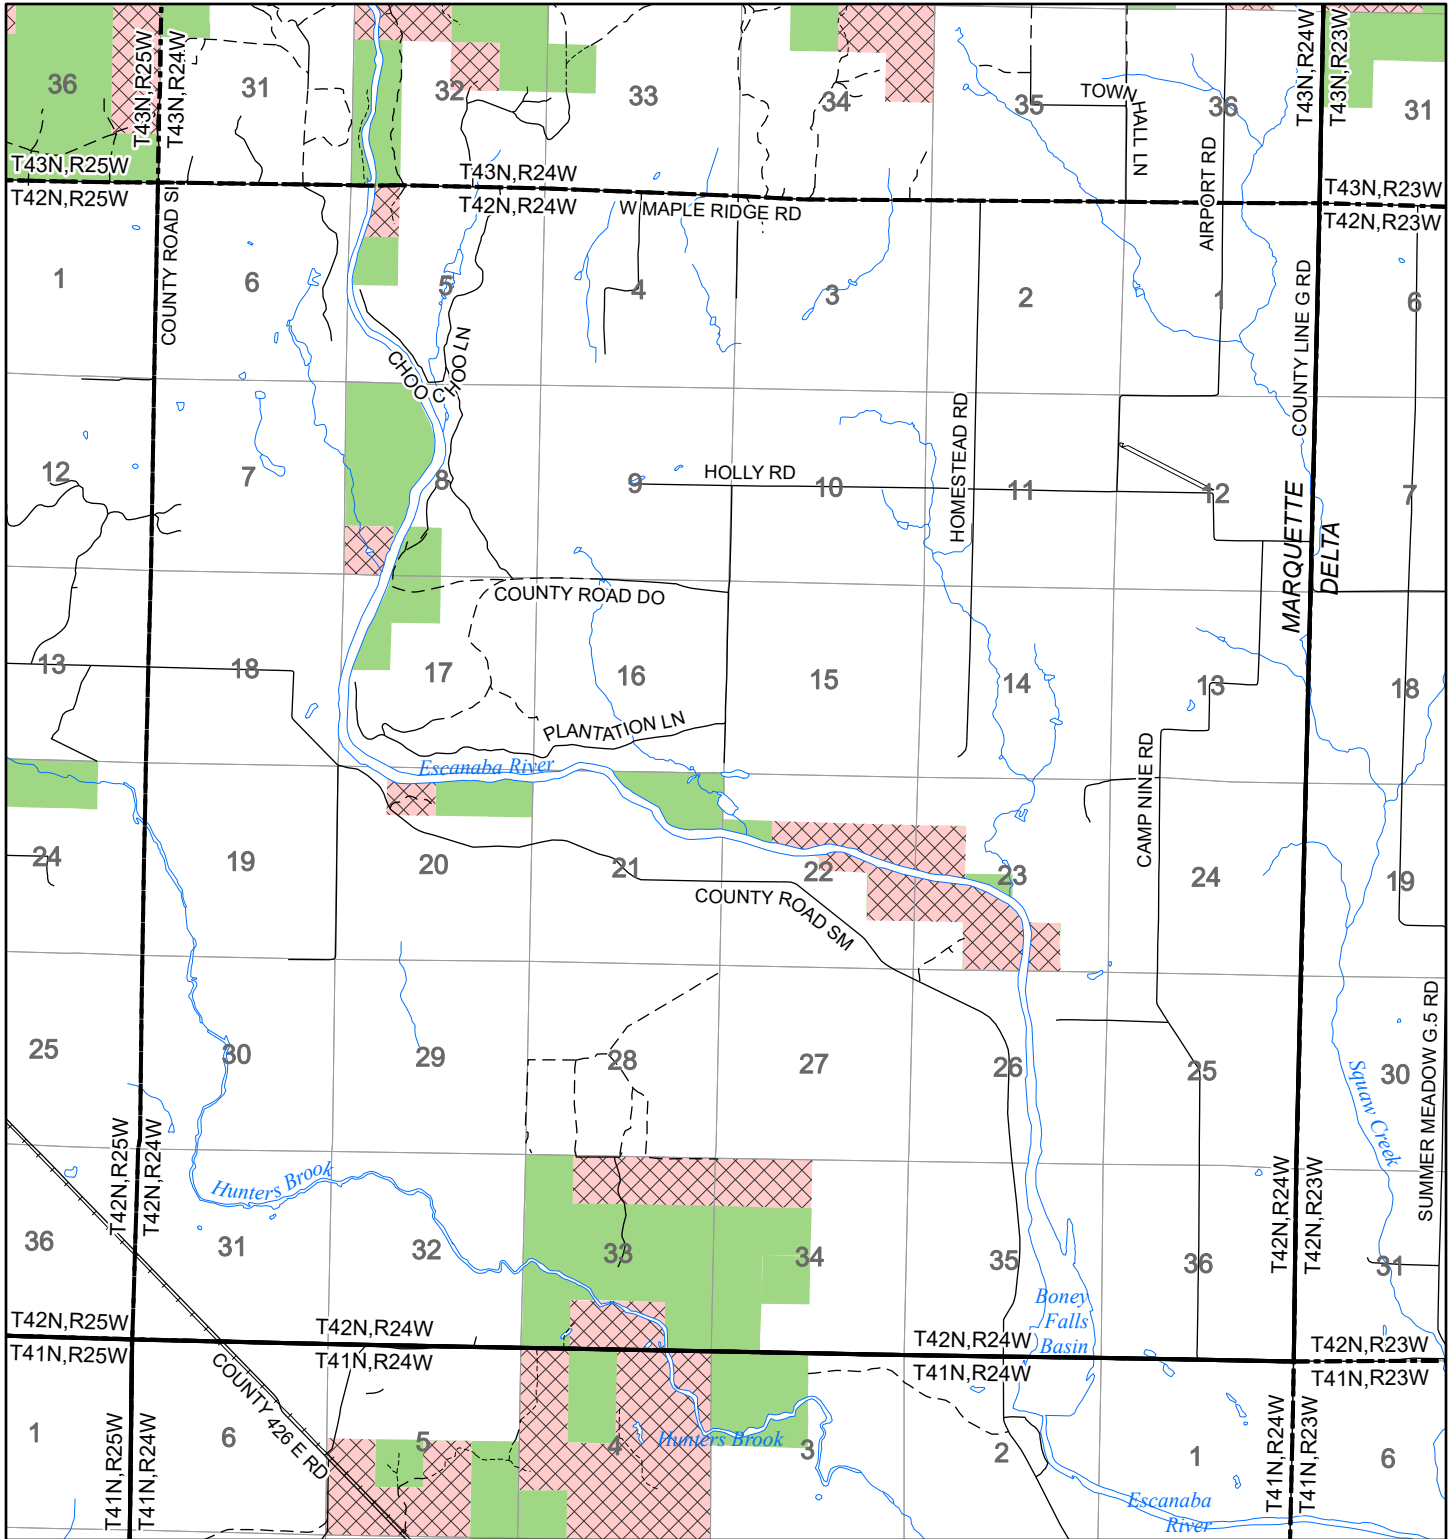 36
31
32
33
34
35
36
31
T43N,R25W
T43N,R24W
T43N,R24W
T43N,R23W
TOWN HALL LN
AIRPORT RD
T43N,R25W
T42N,R25W
T43N,R24W
T42N,R24W
T43N,R23W
T42N,R23W
W MAPLE RIDGE RD
COUNTY ROAD SI
1
6
5
4
3
2
1
6
COUNTY LINE G RD
CHOO CHOO LN
HOMESTEAD RD
12
7
8
9
HOLLY RD
10
11
12
7
MARQUETTE
DELTA
COUNTY ROAD DO
13
18
17
16
15
14
13
18
PLANTATION LN
Escanaba River
CAMP NINE RD
24
19
20
21
22
23
24
19
COUNTY ROAD SM
25
30
29
28
27
26
25
30
Squaw Creek
SUMMER MEADOW G.5 RD
T42N,R25W
T42N,R24W
Hunters Brook
T42N,R24W
T42N,R23W
36
31
32
33
34
35
36
31
Boney
Falls
Basin
T42N,R25W
T41N,R25W
T42N,R24W
T41N,R24W
T42N,R24W
T41N,R24W
T42N,R23W
T41N,R23W
COUNTY 426 E RD
T41N,R25W
T41N,R24W
T41N,R24W
T41N,R23W
1
6
5
4
Hunters Brook
3
2
1
6
Escanaba
River